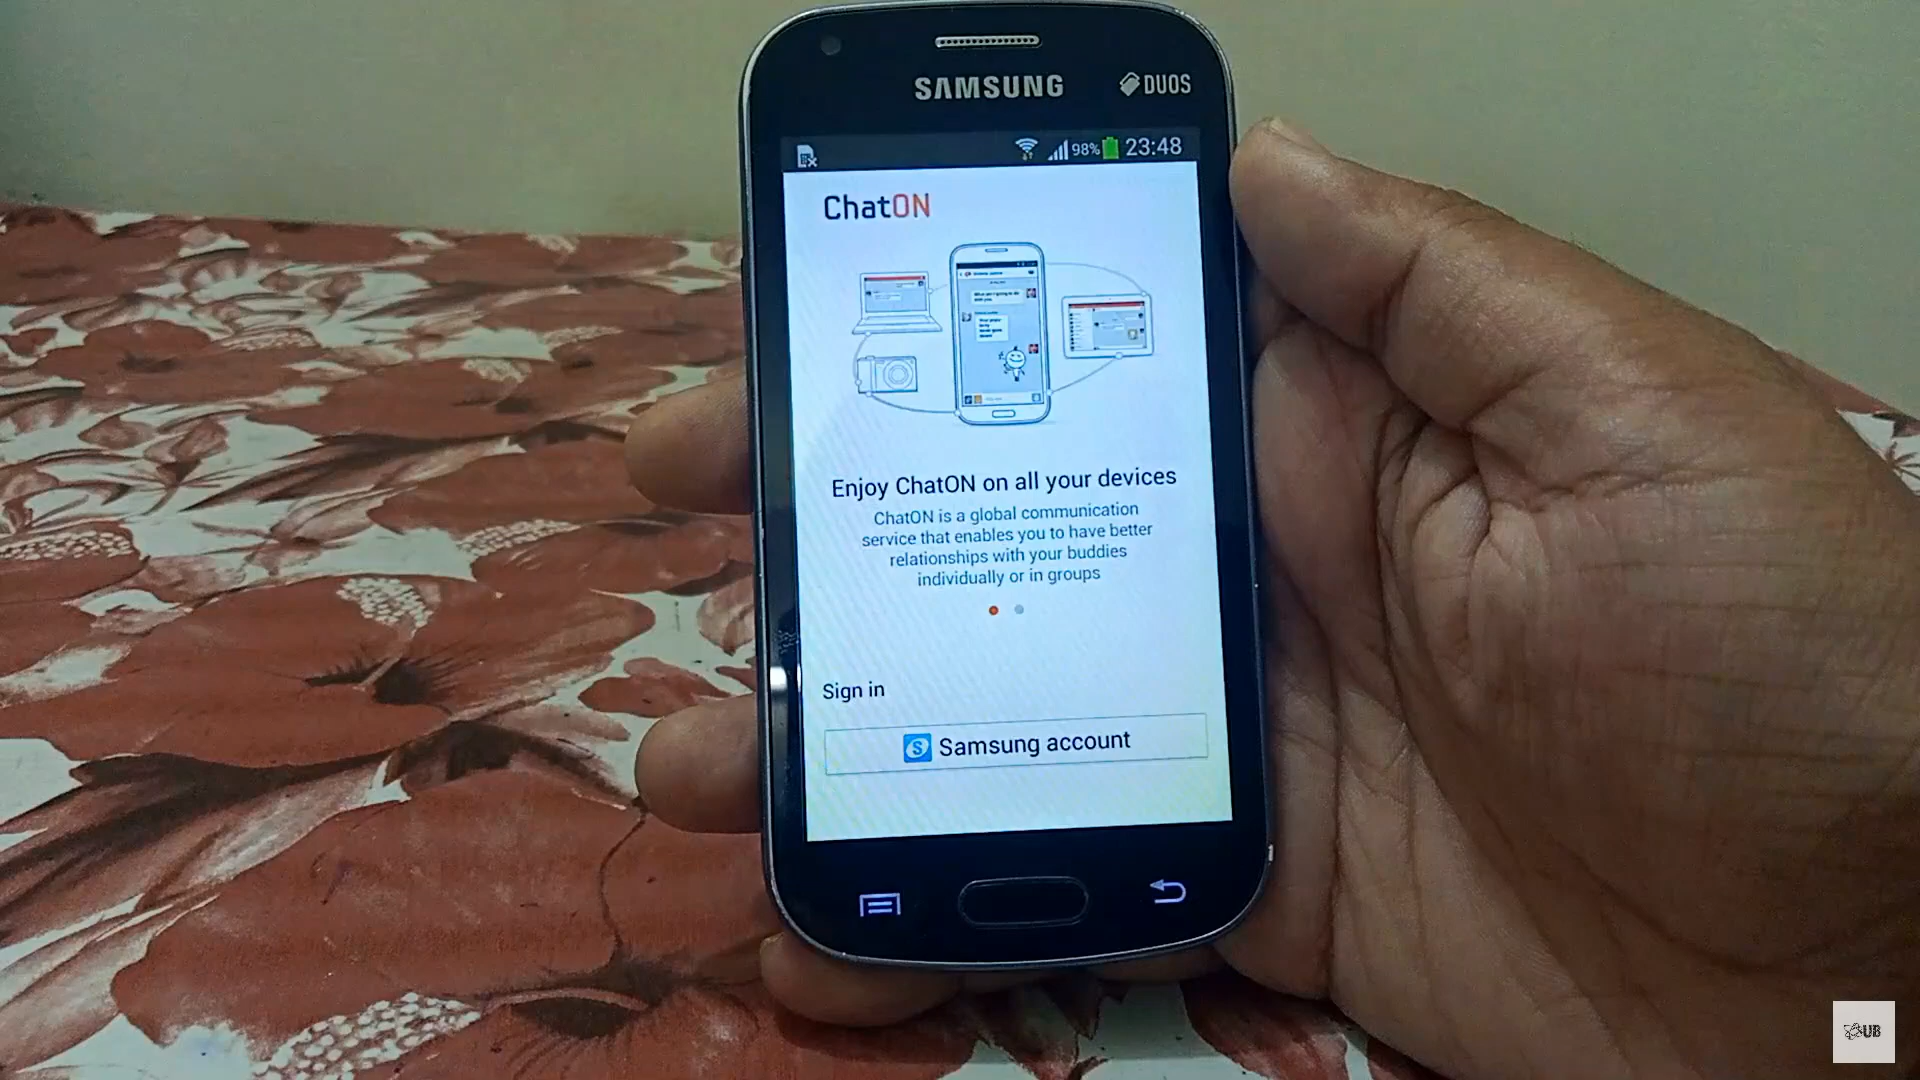 SAMSUNG
DUOS
98% 23:48
ChatON
Enjoy ChatON on all your devices
ChatON is a global communication
service that enables you to have better
relationships with your buddies
individually or in groups
Sign in
S Samsung account
UB